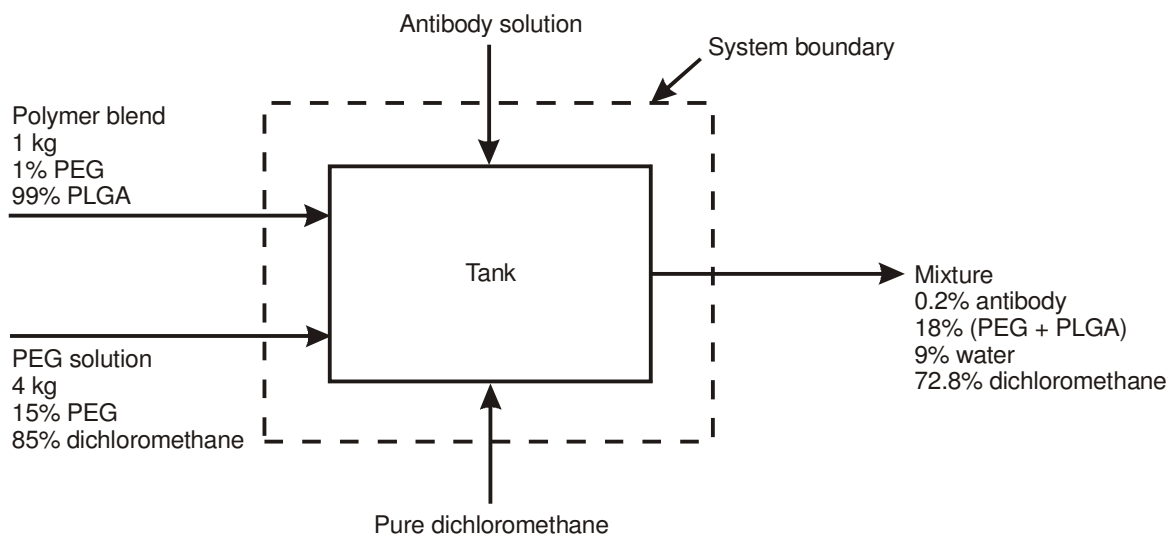 Antibody solution
System boundary
Polymer blend
1 kg
1% PEG
99% PLGA
Tank
Mixture
0.2% antibody
18% (PEG + PLGA)
9% water
72.8% dichloromethane
PEG solution
4 kg
15% PEG
85% dichloromethane
Pure dichloromethane